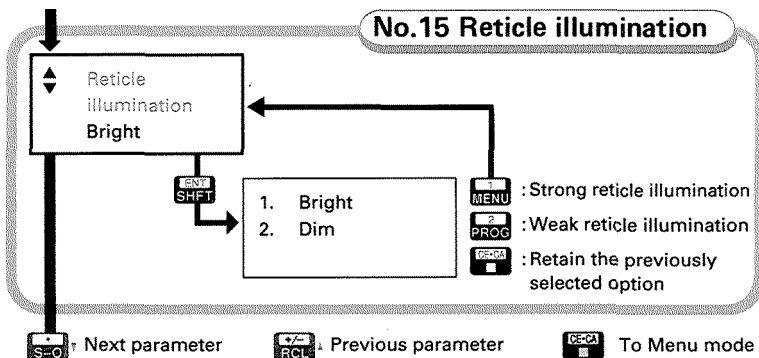 No.15 Reticle illumination
Reticle
illumination
Bright
ENT
SHFT
1. Bright
2. Dim
1
MENU
: Strong reticle illumination
2
PROG
: Weak reticle illumination
CE•CA
: Retain the previously
selected option
•
S-O
Next parameter
+/−
RCL
Previous parameter
CE•CA
To Menu mode